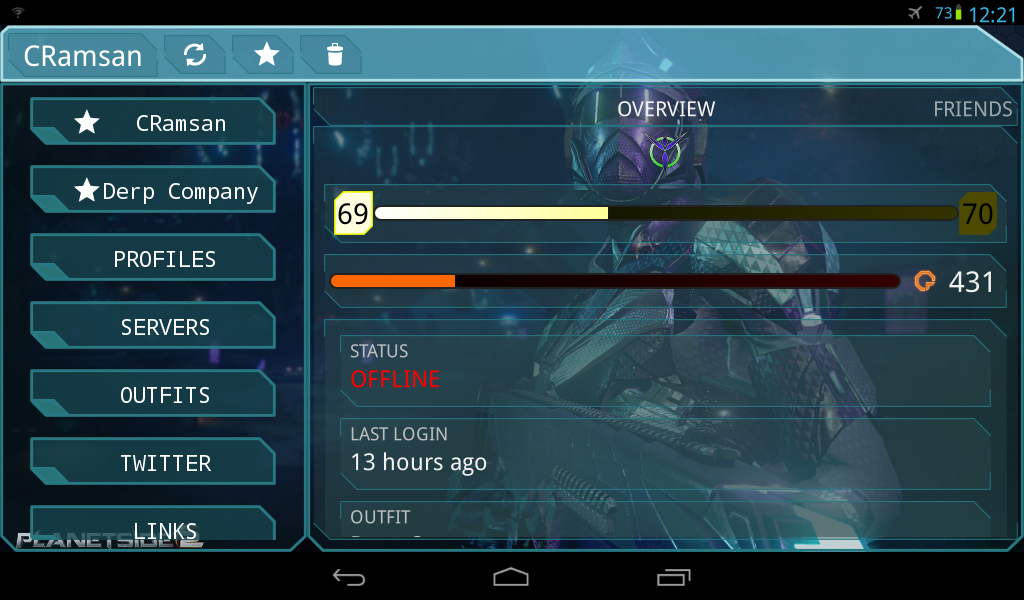 73
12:21
CRamsan
CRamsan
Derp Company
PROFILES
SERVERS
OUTFITS
TWITTER
LINKS
PLANETSIDE 2
OVERVIEW
FRIENDS
69
70
431
STATUS
OFFLINE
LAST LOGIN
13 hours ago
OUTFIT